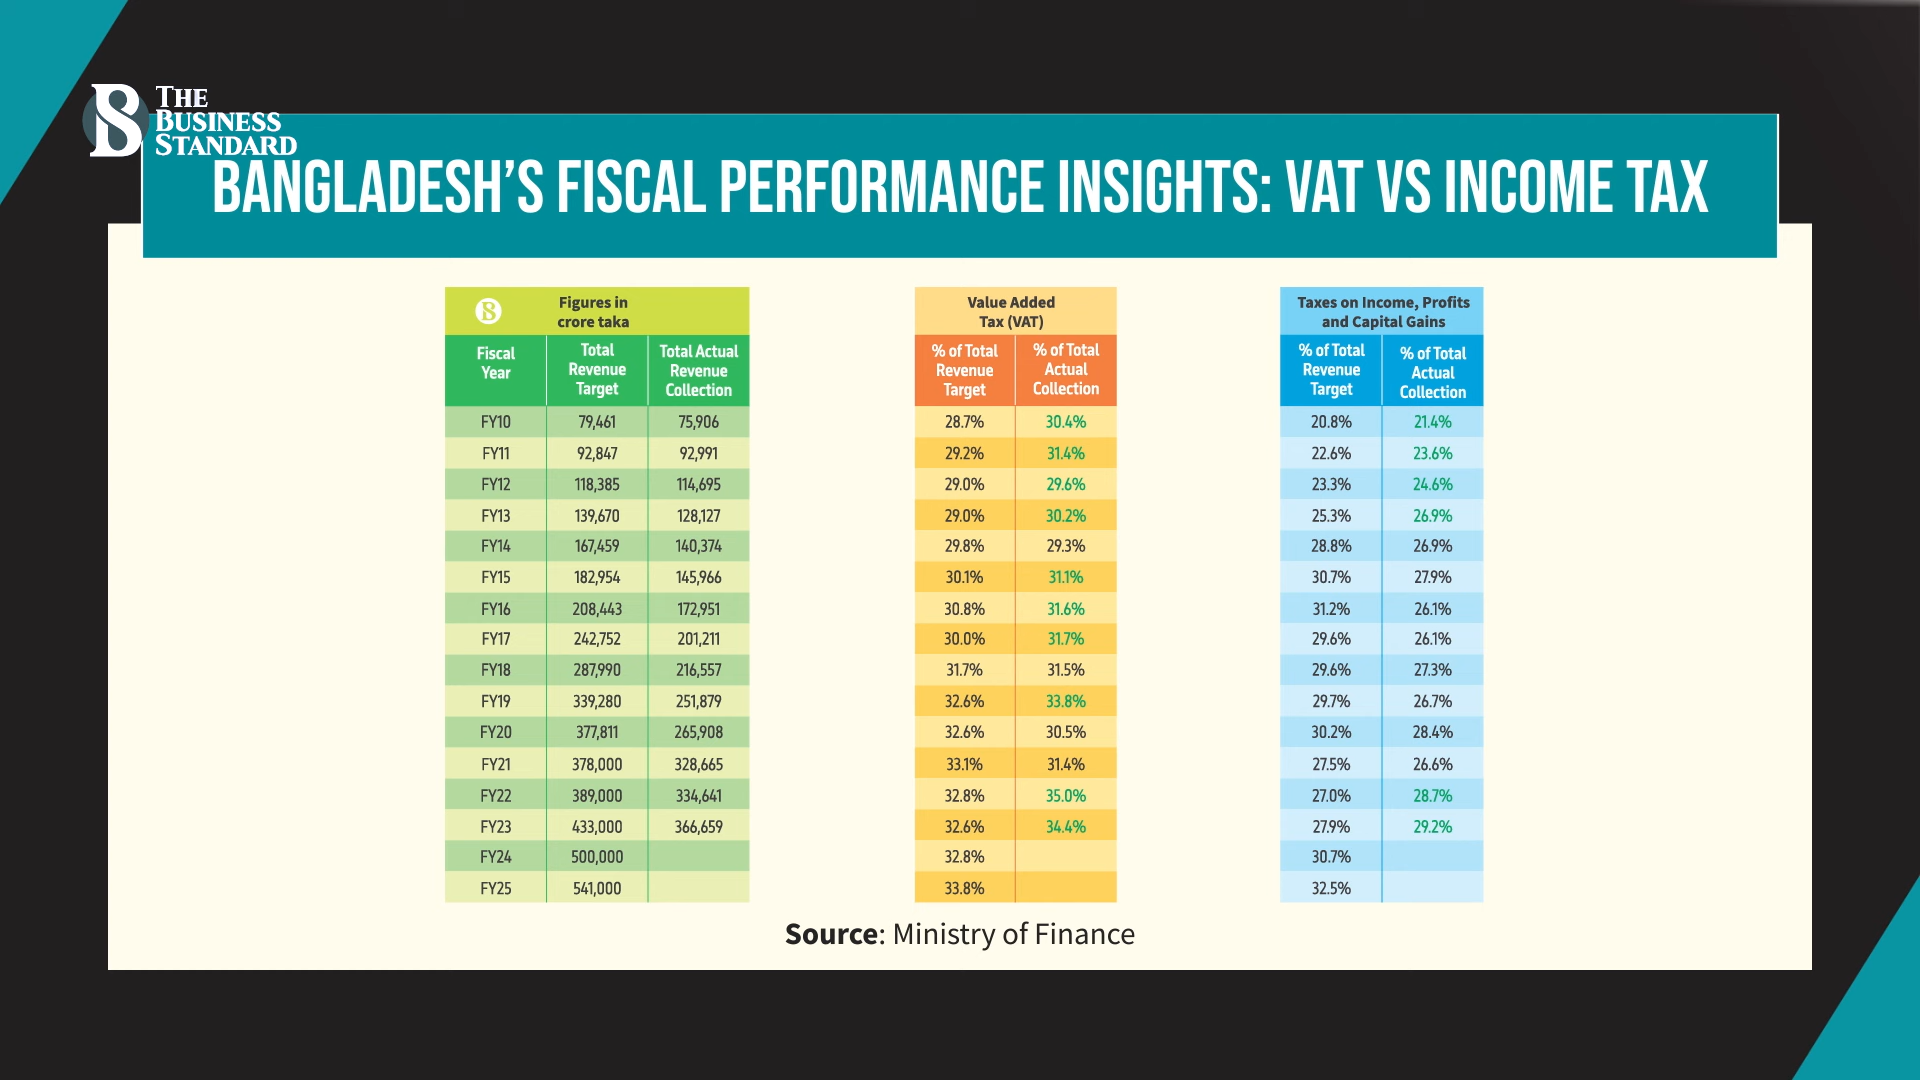 THE
BUSINESS
STANDARD
BANGLADESH'S FISCAL PERFORMANCE INSIGHTS: VAT VS INCOME TAX
Figures in
crore taka
Fiscal
Year
Total
Revenue
Target
Total Actual
Revenue
Collection
Value Added
Tax (VAT)
% of Total
Revenue
Target
% of Total
Actual
Collection
Taxes on Income, Profits
and Capital Gains
% of Total
Revenue
Target
% of Total
Actual
Collection
FY10 79,461 75,906 28.7% 30.4% 20.8% 21.4%
FY11 92,847 92,991 29.2% 31.4% 22.6% 23.6%
FY12 118,385 114,695 29.0% 29.6% 23.3% 24.6%
FY13 139,670 128,127 29.0% 30.2% 25.3% 26.9%
FY14 167,459 140,374 29.8% 29.3% 28.8% 26.9%
FY15 182,954 145,966 30.1% 31.1% 30.7% 27.9%
FY16 208,443 172,951 30.8% 31.6% 31.2% 26.1%
FY17 242,752 201,211 30.0% 31.7% 29.6% 26.1%
FY18 287,990 216,557 31.7% 31.5% 29.6% 27.3%
FY19 339,280 251,879 32.6% 33.8% 29.7% 26.7%
FY20 377,811 265,908 32.6% 30.5% 30.2% 28.4%
FY21 378,000 328,665 33.1% 31.4% 27.5% 26.6%
FY22 389,000 334,641 32.8% 35.0% 27.0% 28.7%
FY23 433,000 366,659 32.6% 34.4% 27.9% 29.2%
FY24 500,000 32.8% 30.7%
FY25 541,000 33.8% 32.5%
Source: Ministry of Finance